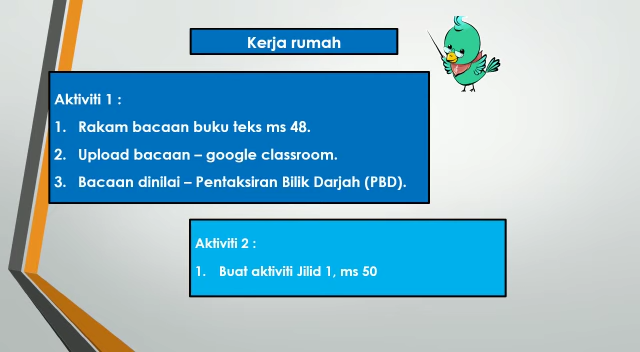 Kerja rumah
Aktiviti 1 :
1. Rakam bacaan buku teks ms 48.
2. Upload bacaan – google classroom.
3. Bacaan dinilai – Pentaksiran Bilik Darjah (PBD).
Aktiviti 2 :
1. Buat aktiviti Jilid 1, ms 50